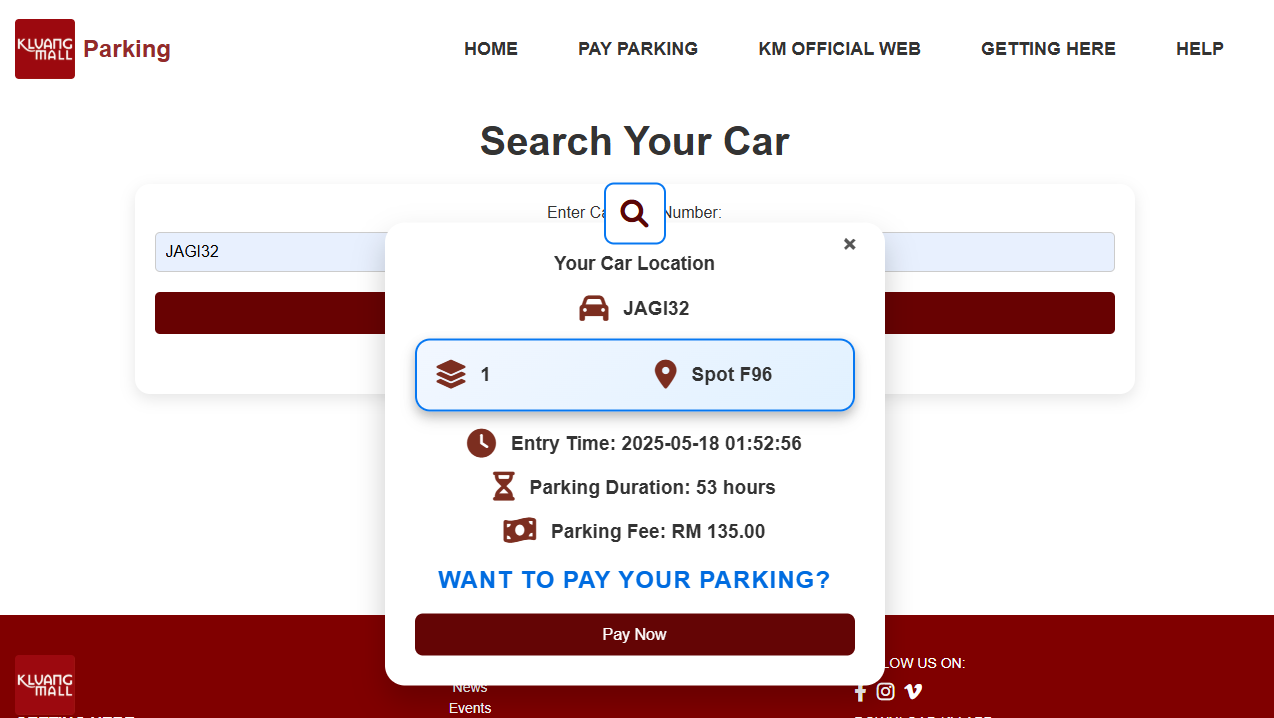 KLUANG
MALL
Parking
HOME
PAY PARKING
KM OFFICIAL WEB
GETTING HERE
HELP
Search Your Car
Enter Ca
Number:
JAGI32
×
Your Car Location
JAGI32
1
Spot F96
Entry Time: 2025-05-18 01:52:56
Parking Duration: 53 hours
Parking Fee: RM 135.00
WANT TO PAY YOUR PARKING?
Pay Now
KLUANG
MALL
News
Events
LOW US ON: